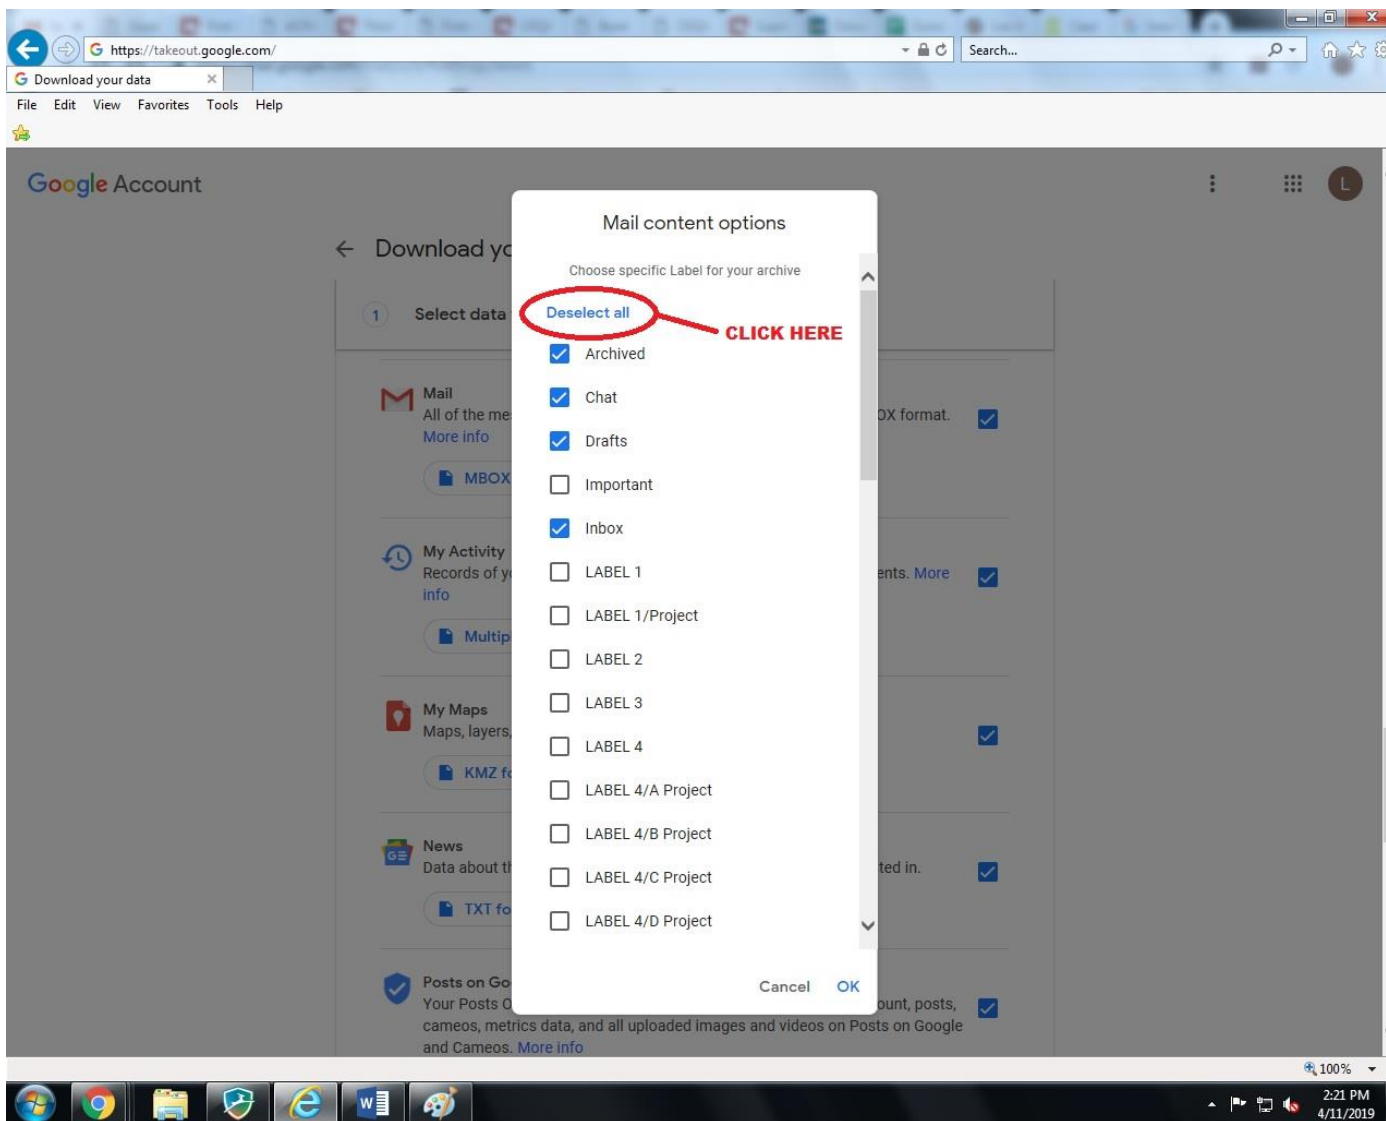 https://takeout.google.com/
Search...
Download your data
File Edit View Favorites Tools Help
Google Account
L
Mail content options
Download yo
Choose specific Label for your archive
1 Select data
Deselect all
CLICK HERE
Archived
Mail
Chat
All of the me
OX format.
More info
Drafts
MBOX
Important
Inbox
My Activity
Records of yo
LABEL 1
ents. More
info
LABEL 1/Project
Multip
LABEL 2
LABEL 3
My Maps
Maps, layers,
LABEL 4
KMZ fo
LABEL 4/A Project
LABEL 4/B Project
News
GE
Data about th
ted in.
LABEL 4/C Project
TXT fo
LABEL 4/D Project
Posts on Go
Cancel OK
Your Posts O
ount, posts,
cameos, metrics data, and all uploaded images and videos on Posts on Google
and Cameos. More info
100%
W
2:21 PM
4/11/2019